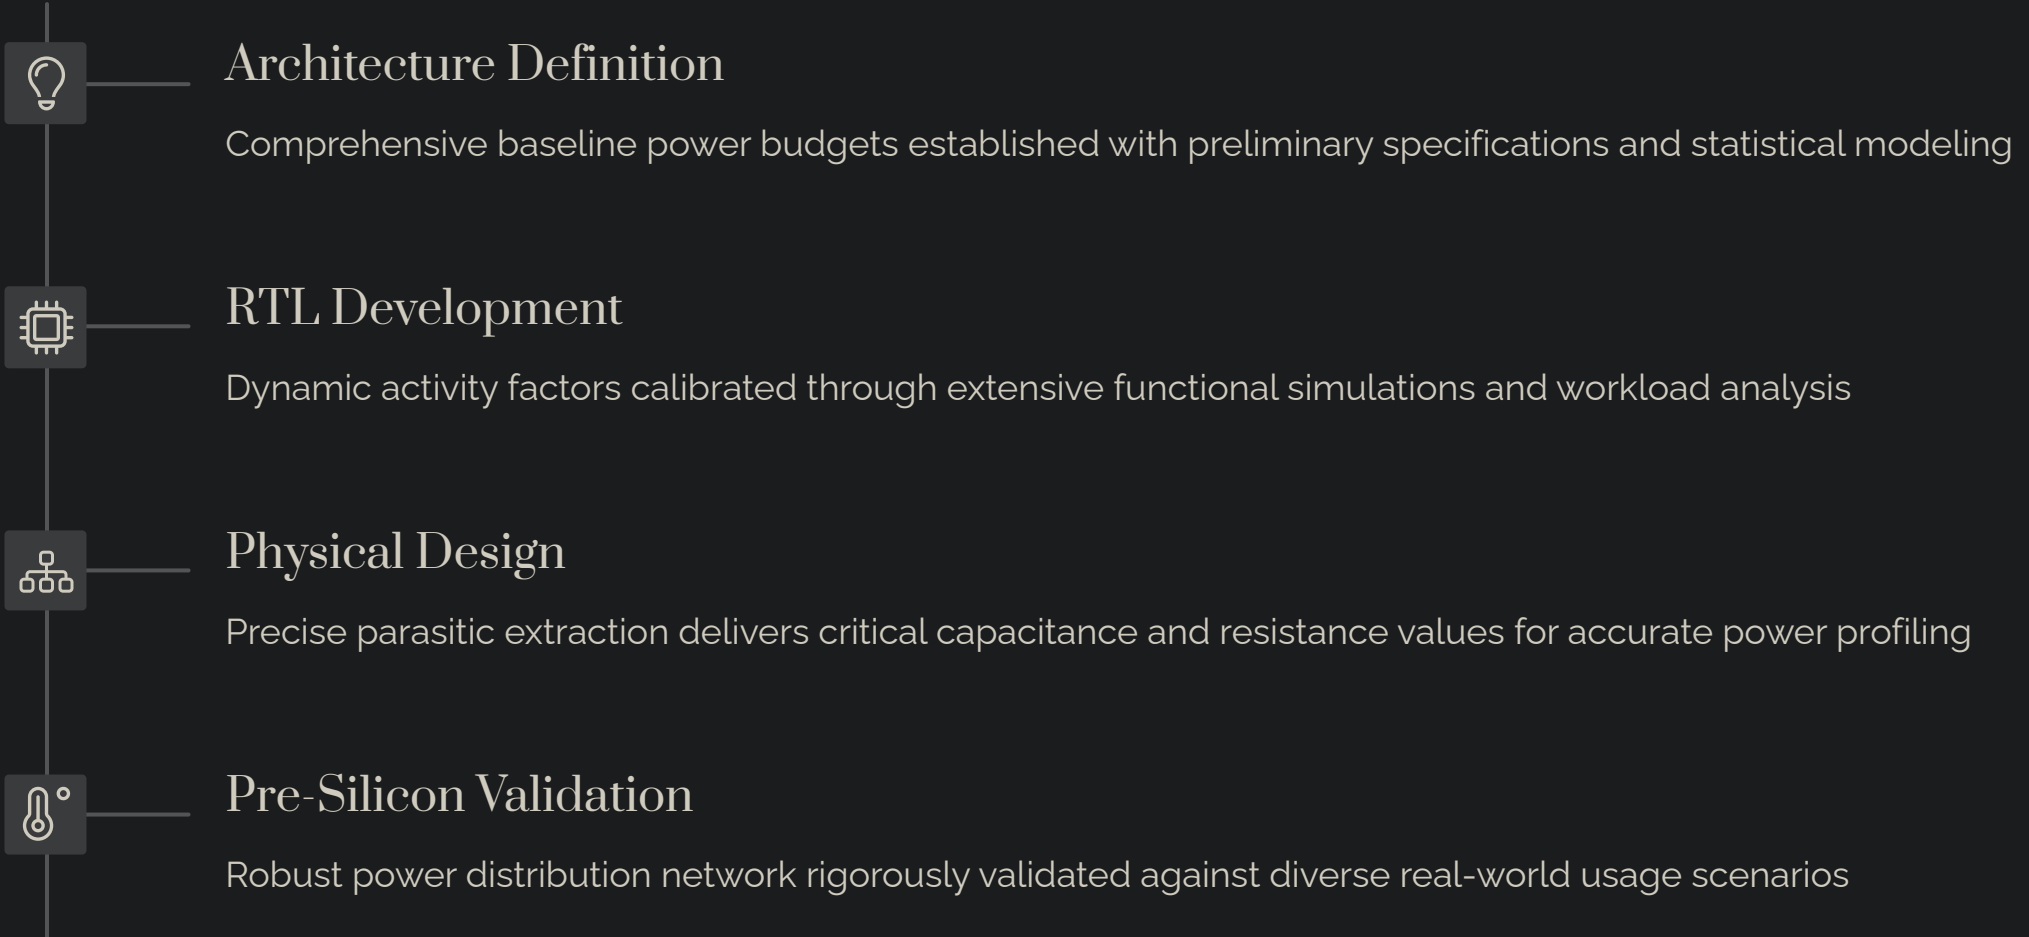 Architecture Definition
Comprehensive baseline power budgets established with preliminary specifications and statistical modeling
RTL Development
Dynamic activity factors calibrated through extensive functional simulations and workload analysis
Physical Design
Precise parasitic extraction delivers critical capacitance and resistance values for accurate power profiling
Pre-Silicon Validation
Robust power distribution network rigorously validated against diverse real-world usage scenarios